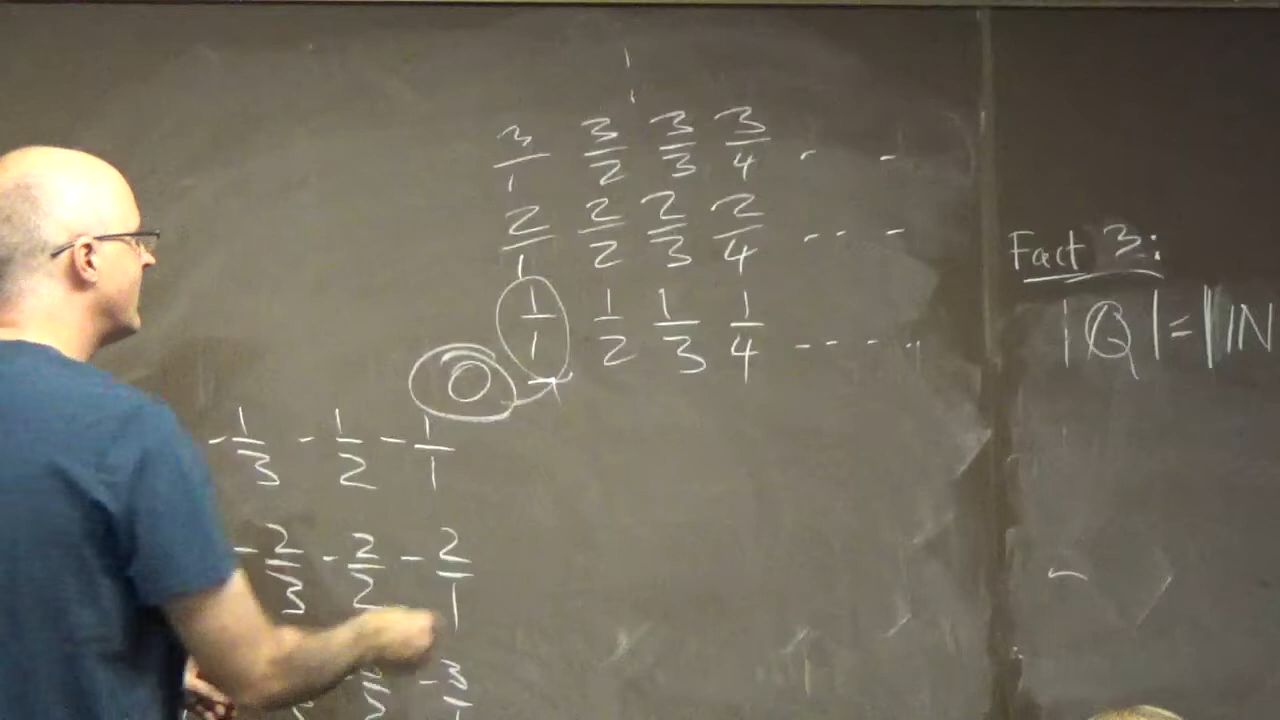 3/1 3/2 3/3 3/4 . -
2/1 2/2 2/3 2/4 . - - -
1/1 1/2 1/3 1/4 - - - - . .
0
-1/3 -1/2 -1/1
-2/3 -2/2 -2/1
-3/1
Fact 3:
|Q| = |N